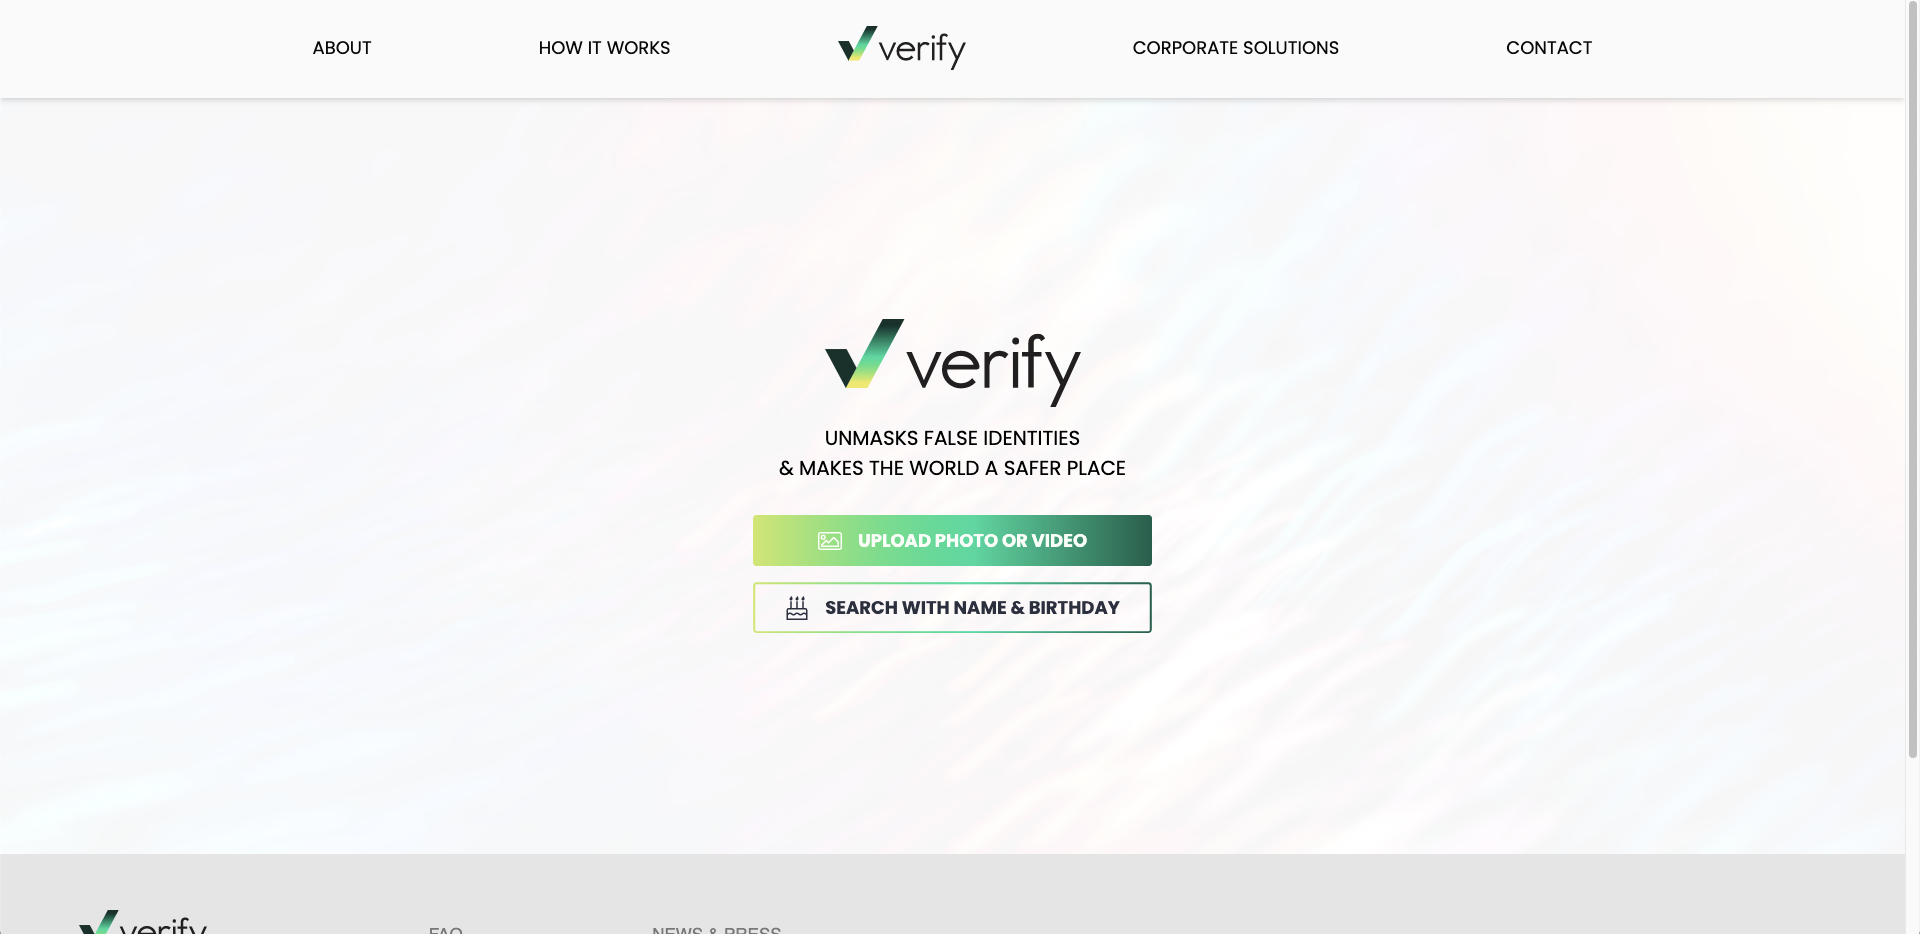 ABOUT
HOW IT WORKS
verify
CORPORATE SOLUTIONS
CONTACT
verify
UNMASKS FALSE IDENTITIES
& MAKES THE WORLD A SAFER PLACE
UPLOAD PHOTO OR VIDEO
SEARCH WITH NAME & BIRTHDAY
verify
FAQ
NEWS & PRESS